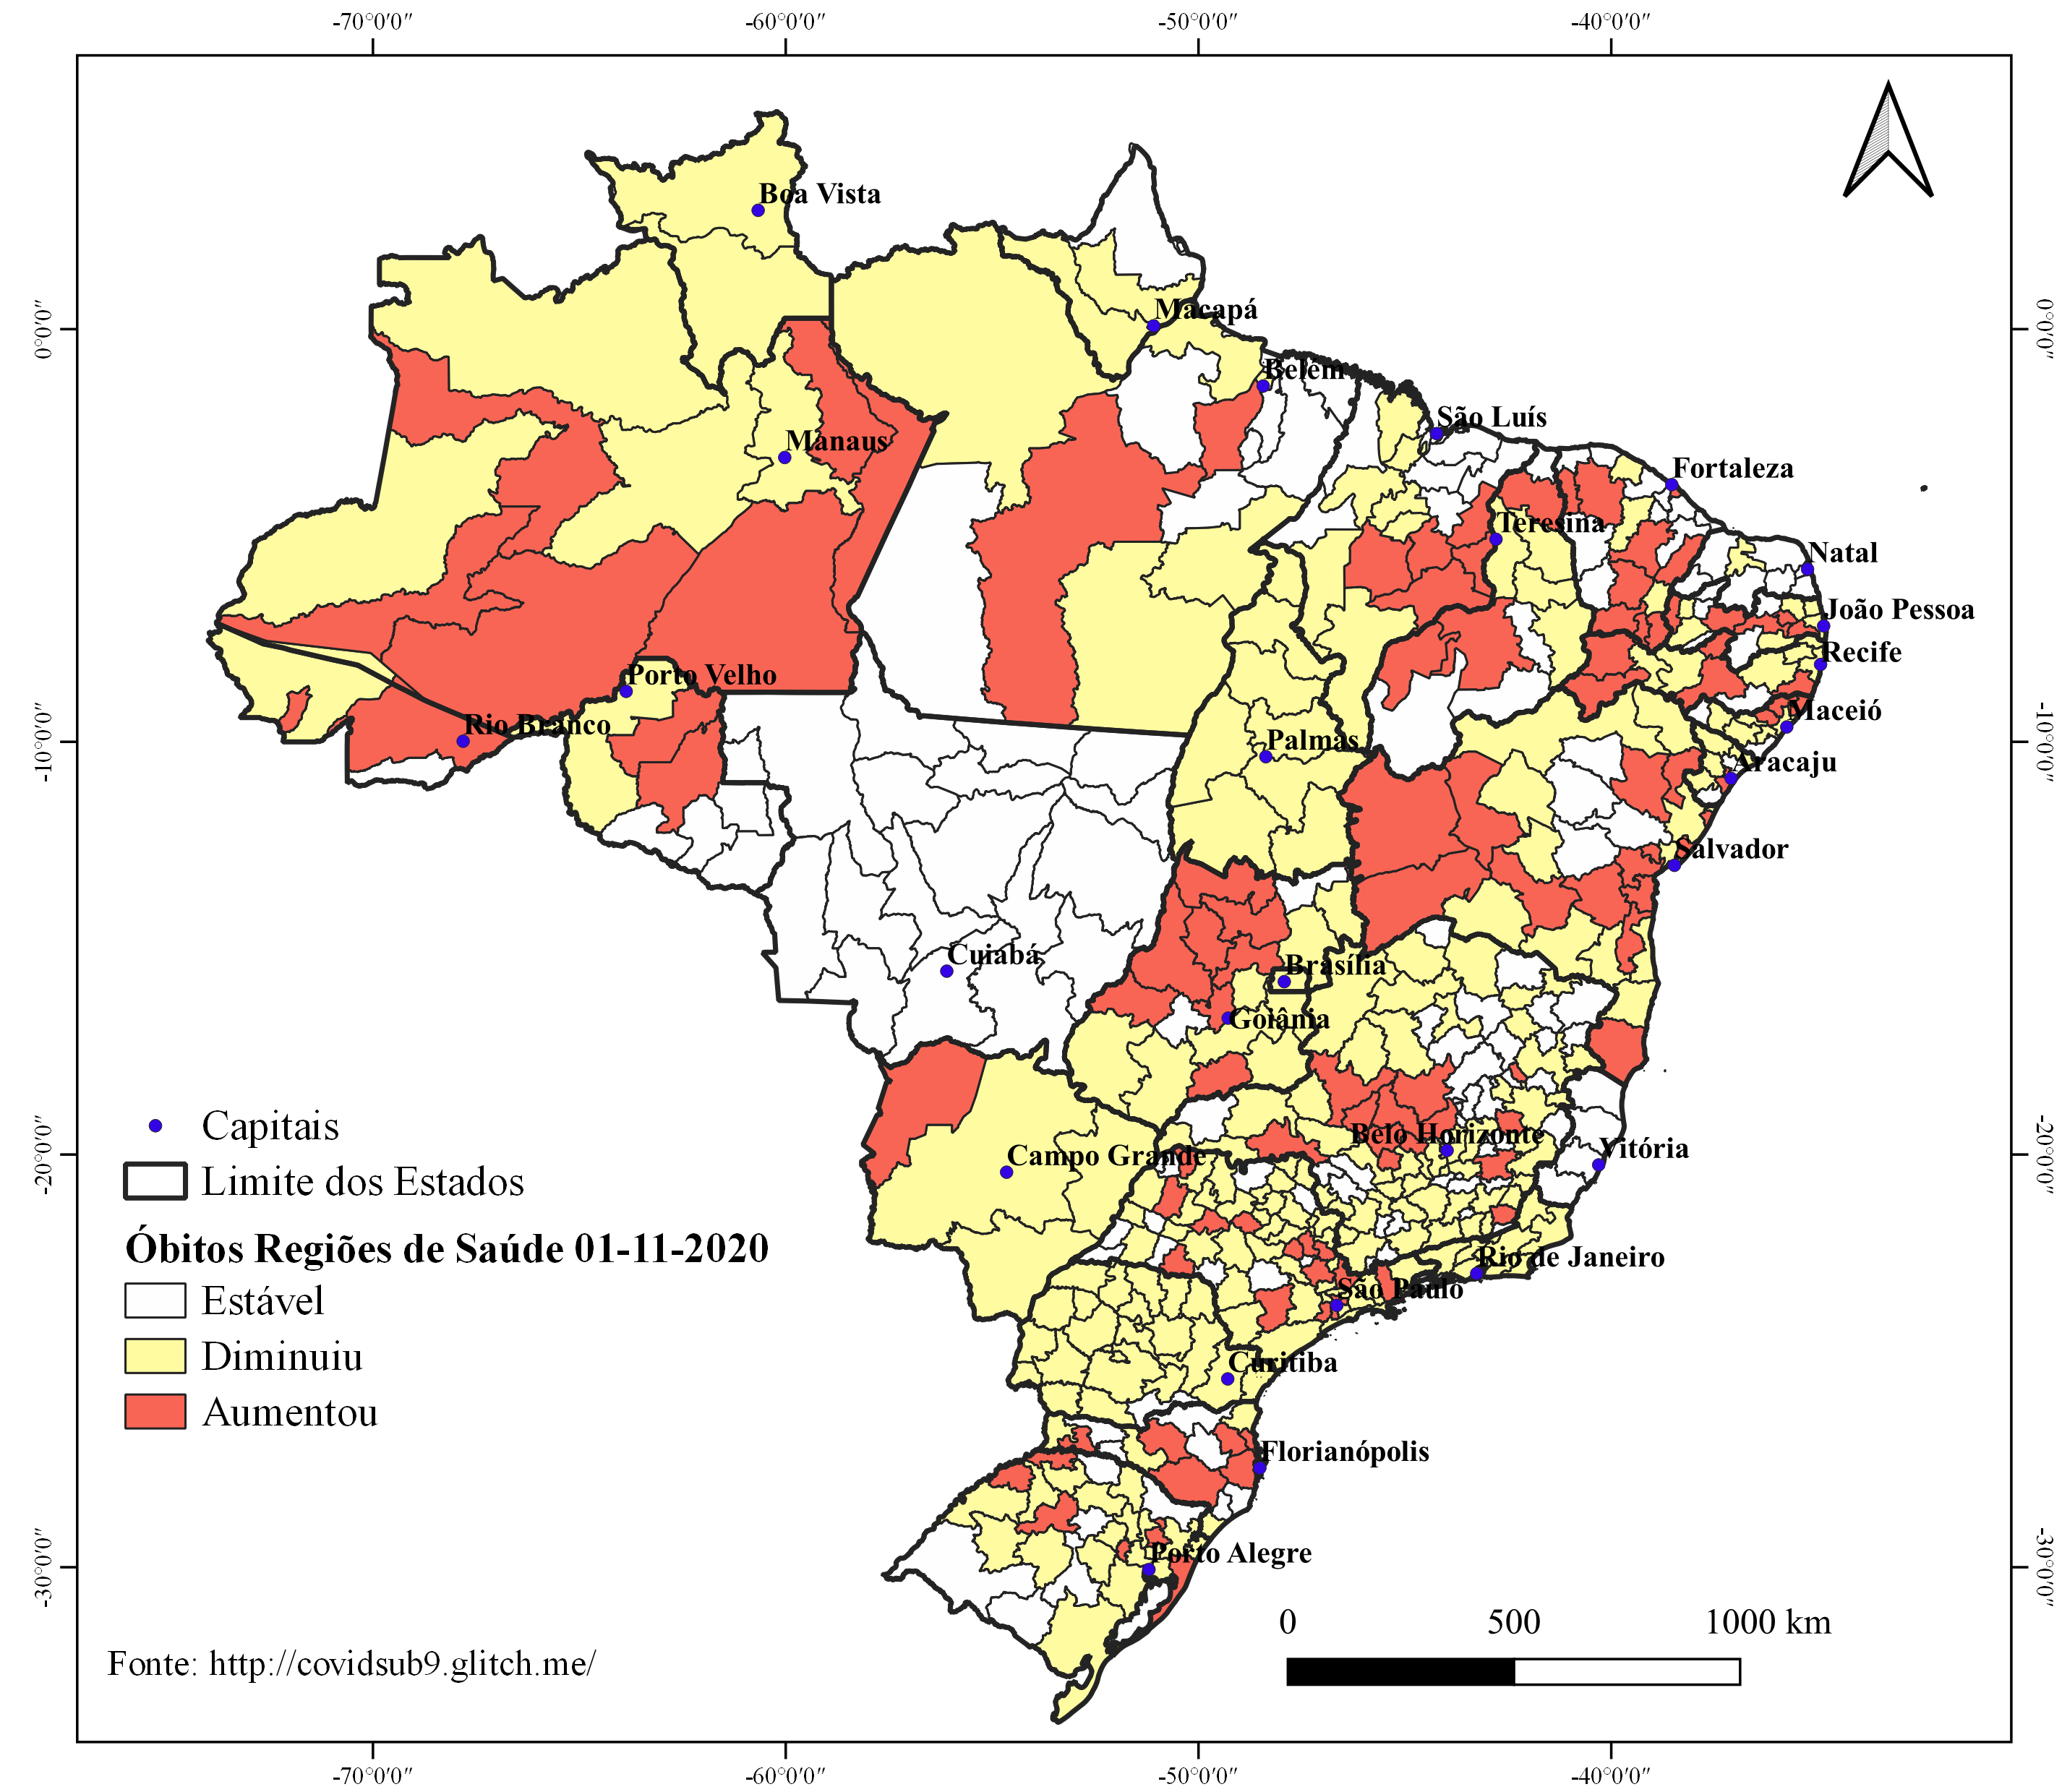 -70°0′0″
-60°0′0″
-50°0′0″
-40°0′0″
Boa Vista
Macapá
0°0′0″
0°0′0″
Belém
São Luís
Manaus
Fortaleza
Teresina
Natal
João Pessoa
Recife
Porto Velho
Rio Branco
Maceió
-10°0′0″
-10°0′0″
Palmas
Aracaju
Salvador
Cuiabá
Brasília
Goiânia
Capitais
Belo Horizonte
Vitória
-20°0′0″
-20°0′0″
Campo Grande
Limite dos Estados
Óbitos Regiões de Saúde 01-11-2020
Rio de Janeiro
Estável
São Paulo
Diminuiu
Curitiba
Aumentou
Florianópolis
Porto Alegre
-30°0′0″
-30°0′0″
0 500 1000 km
Fonte: http://covidsub9.glitch.me/
-70°0′0″
-60°0′0″
-50°0′0″
-40°0′0″